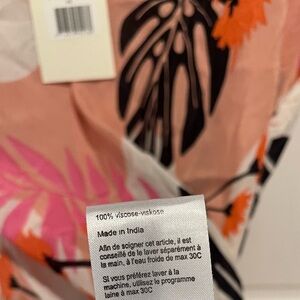 100% viscose-viskose
Made in India
Afin de soigner cet article, il est
conseillé de le laver séparément à
la main, à l'eau froide de max 30C
Si vous préférez laver à la
machine, utilisez le programme
laine à max 30C